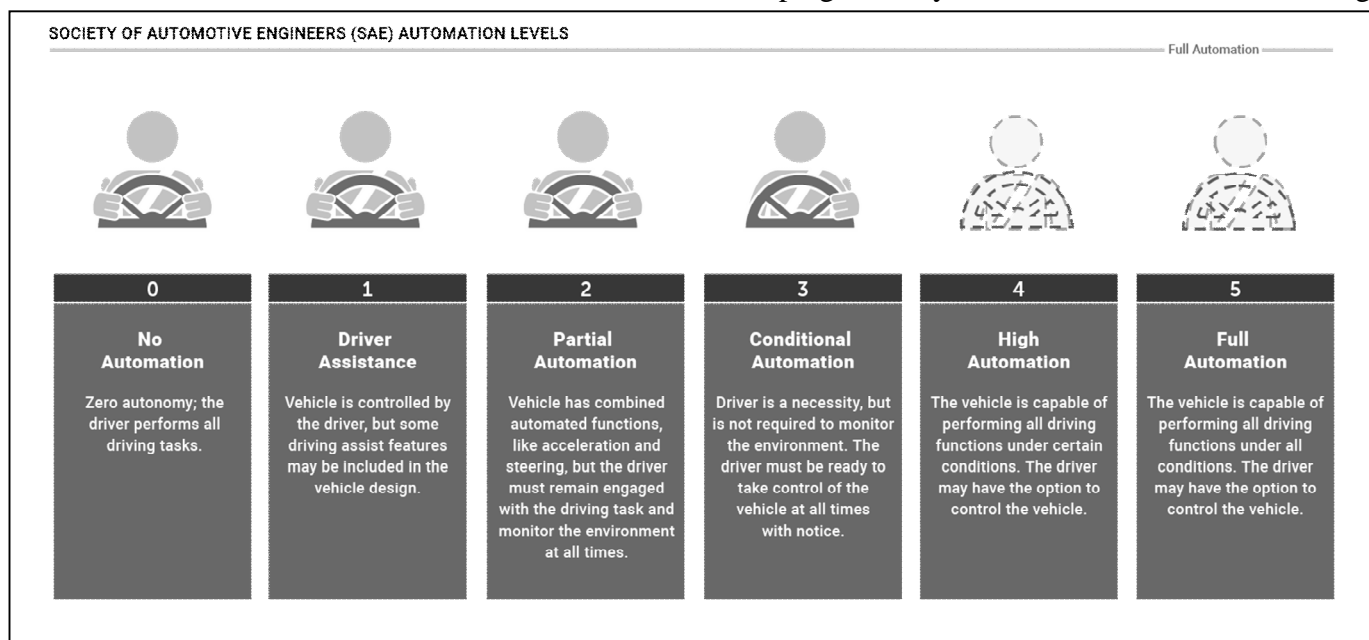 SOCIETY OF AUTOMOTIVE ENGINEERS (SAE) AUTOMATION LEVELS
Full Automation
0
No
Automation
Zero autonomy; the
driver performs all
driving tasks.
1
Driver
Assistance
Vehicle is controlled by
the driver, but some
driving assist features
may be included in the
vehicle design.
2
Partial
Automation
Vehicle has combined
automated functions,
like acceleration and
steering, but the driver
must remain engaged
with the driving task and
monitor the environment
at all times.
3
Conditional
Automation
Driver is a necessity, but
is not required to monitor
the environment. The
driver must be ready to
take control of the
vehicle at all times
with notice.
4
High
Automation
The vehicle is capable of
performing all driving
functions under certain
conditions. The driver
may have the option to
control the vehicle.
5
Full
Automation
The vehicle is capable of
performing all driving
functions under all
conditions. The driver
may have the option to
control the vehicle.